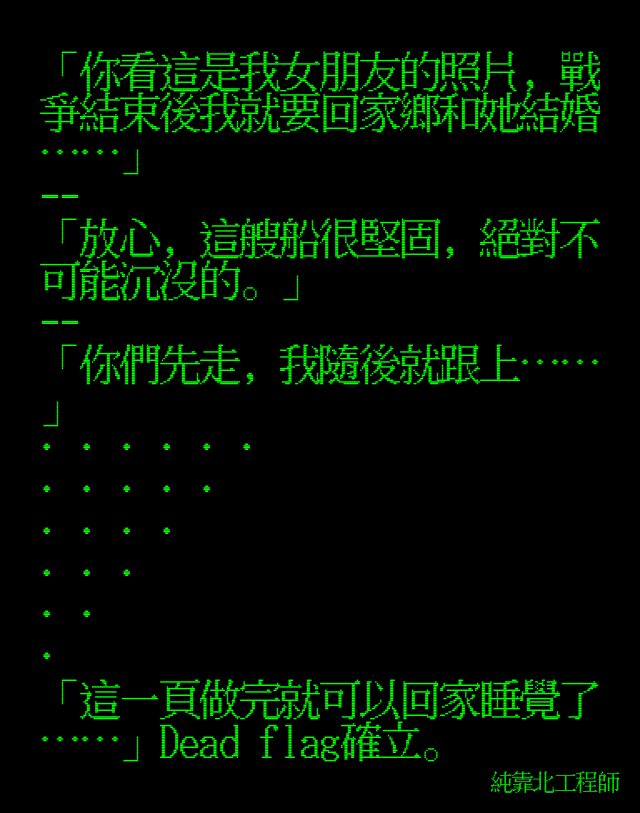 「你看這是我女朋友的照片，戰
爭結束後我就要回家鄉和她結婚
……」
--
「放心，這艘船很堅固，絕對不
可能沉沒的。」
--
「你們先走，我隨後就跟上……
」
・・・・・・
・・・・・
・・・・
・・・
・・
・
「這一頁做完就可以回家睡覺了
……」Dead flag確立。
純靠北工程師